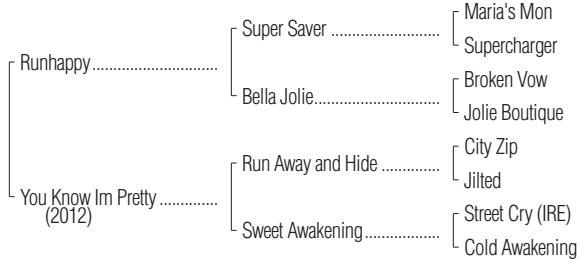 Maria's Mon
Super Saver ........................
Supercharger
Runhappy.............................
Broken Vow
Bella Jolie............................
Jolie Boutique
City Zip
Run Away and Hide .............
Jilted
You Know Im Pretty .............
(2012)
Street Cry (IRE)
Sweet Awakening.................
Cold Awakening